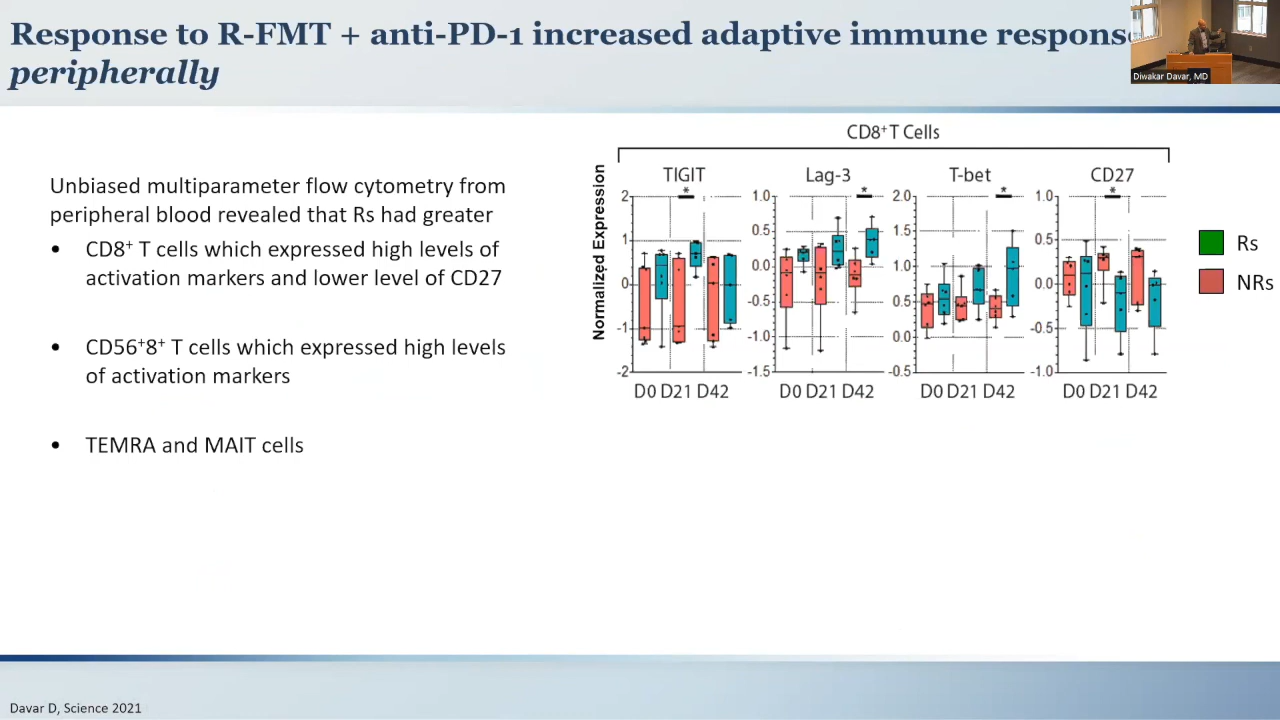 Response to R-FMT + anti-PD-1 increased adaptive immune respons
peripherally
Diwakar Davar, MD
Unbiased multiparameter flow cytometry from
peripheral blood revealed that Rs had greater
• CD8⁺ T cells which expressed high levels of
activation markers and lower level of CD27
• CD56⁺8⁺ T cells which expressed high levels
of activation markers
• TEMRA and MAIT cells
CD8⁺ T Cells
Normalized Expression
TIGIT
*
2
1
0
-1
-2
D0 D21 D42
Lag-3
*
1.0
0.5
0.0
-0.5
-1.0
-1.5
D0 D21 D42
T-bet
*
2.0
1.5
1.0
0.5
0.0
-0.5
D0 D21 D42
CD27
*
1.0
0.5
0.0
-0.5
-1.0
D0 D21 D42
Rs
NRs
Davar D, Science 2021